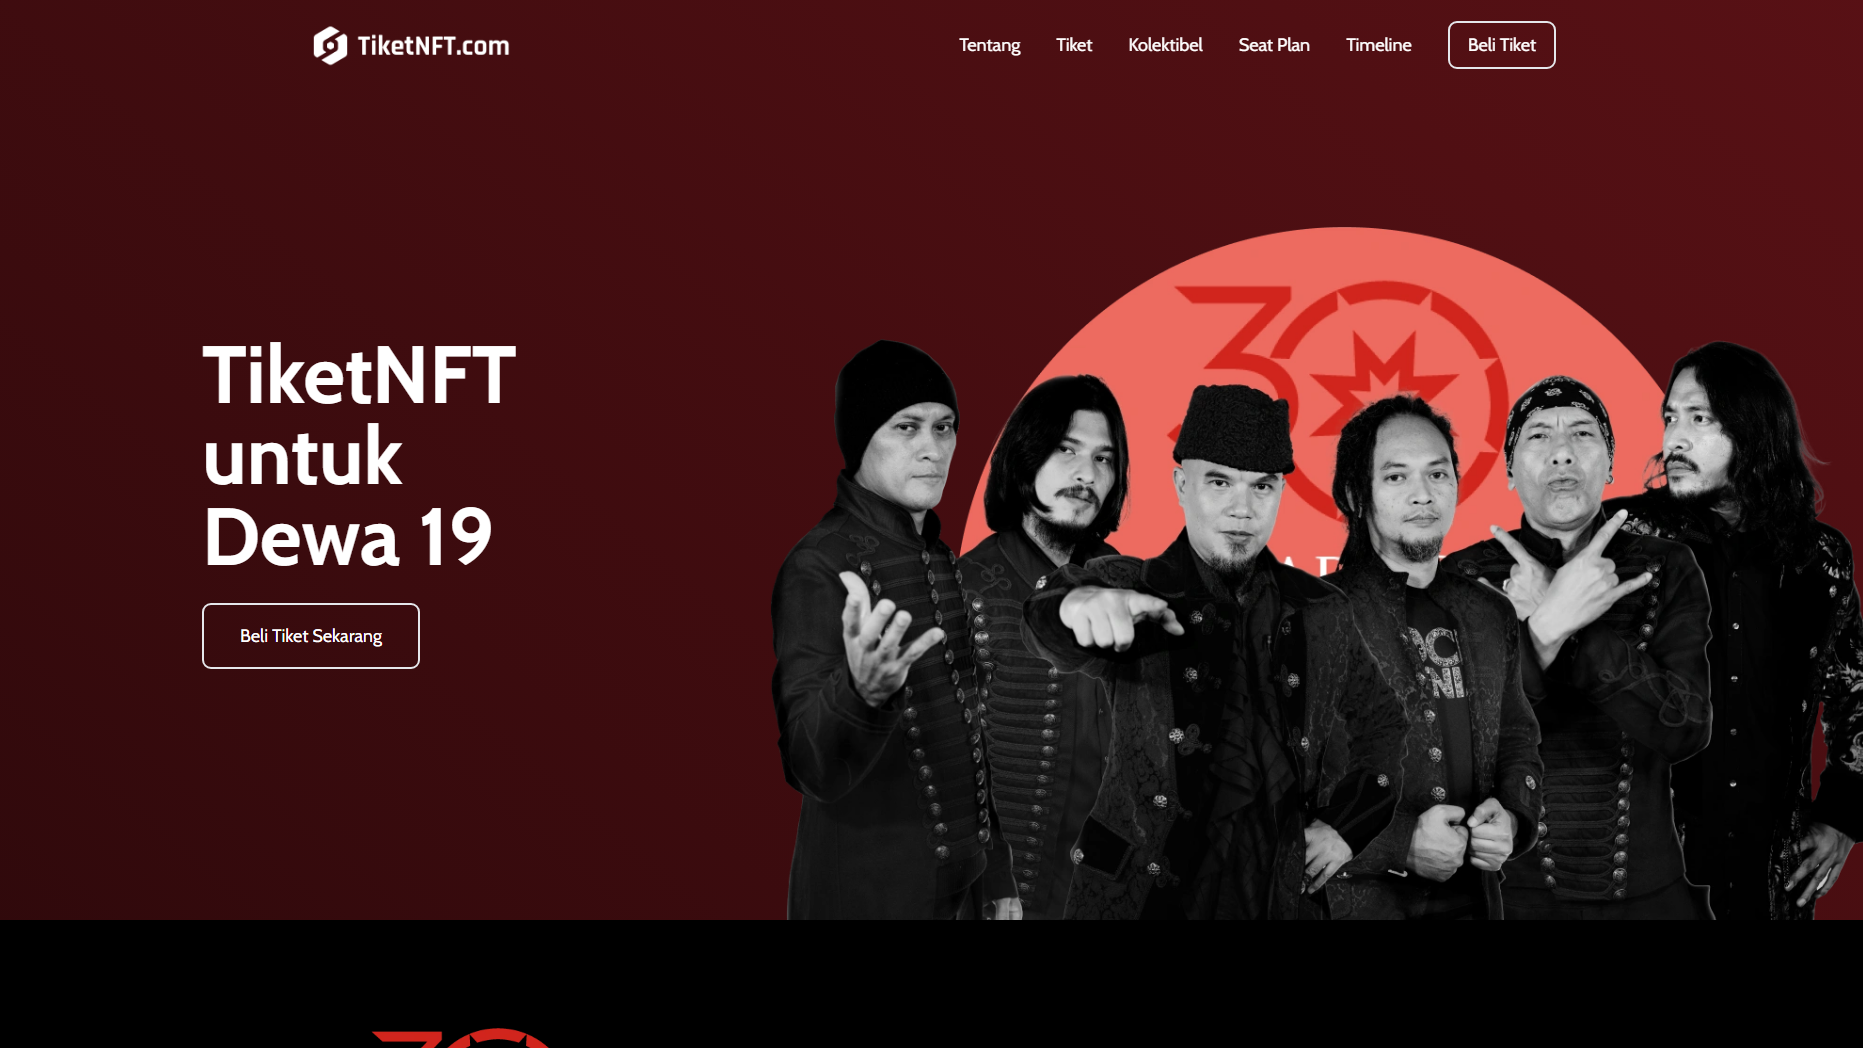 TiketNFT.com
Tentang
Tiket
Kolektibel
Seat Plan
Timeline
Beli Tiket
TiketNFT
untuk
Dewa 19
Beli Tiket Sekarang
30